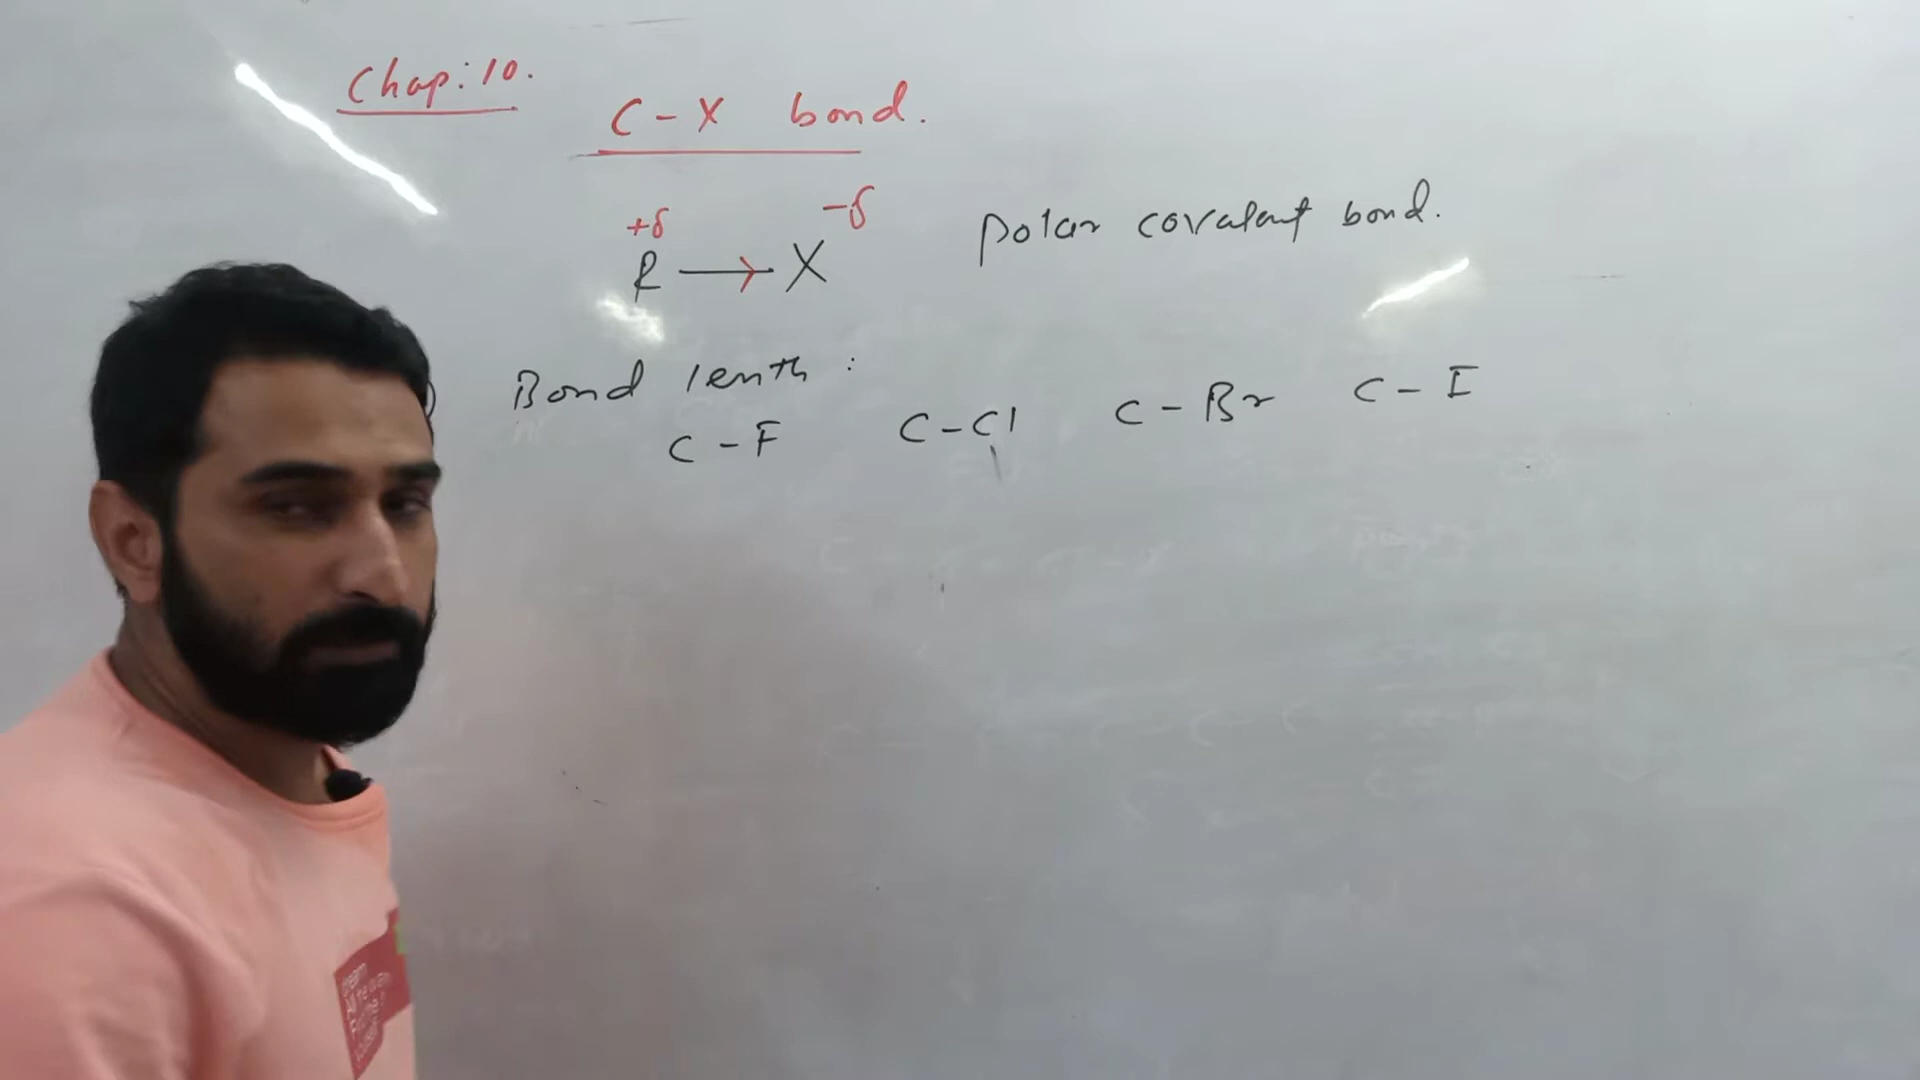 Chap: 10.
C - X bond.
+δ -δ
R → X polar covalent bond.
) Bond lenth :
C - F C - Cl C - Br C - I